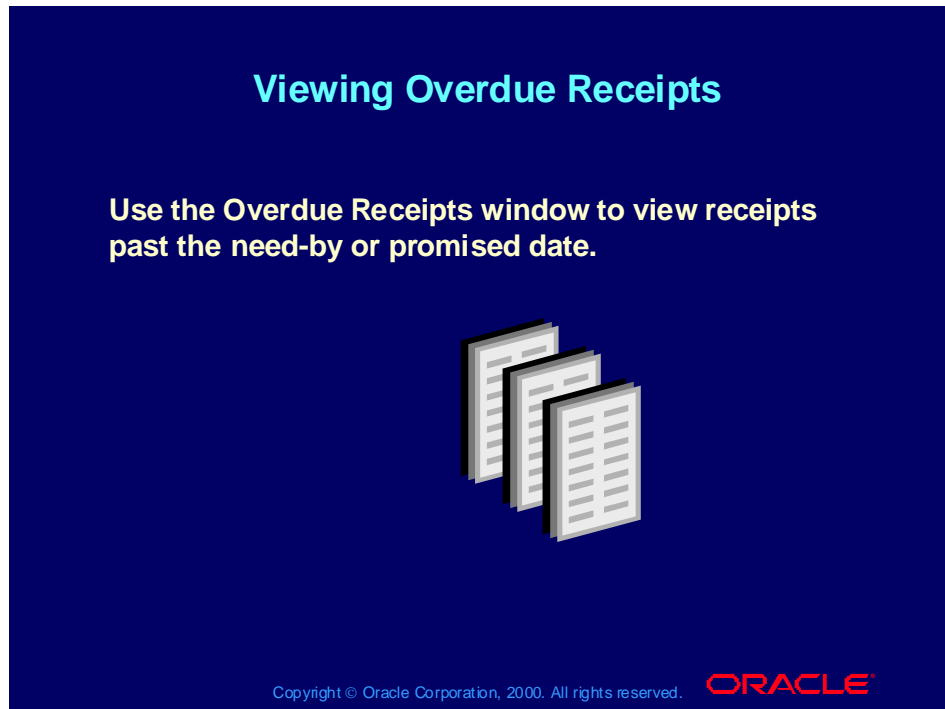 Viewing Overdue Receipts
Use the Overdue Receipts window to view receipts
past the need-by or promised date.
Copyright © Oracle Corporation, 2000. All rights reserved.
ORACLE®